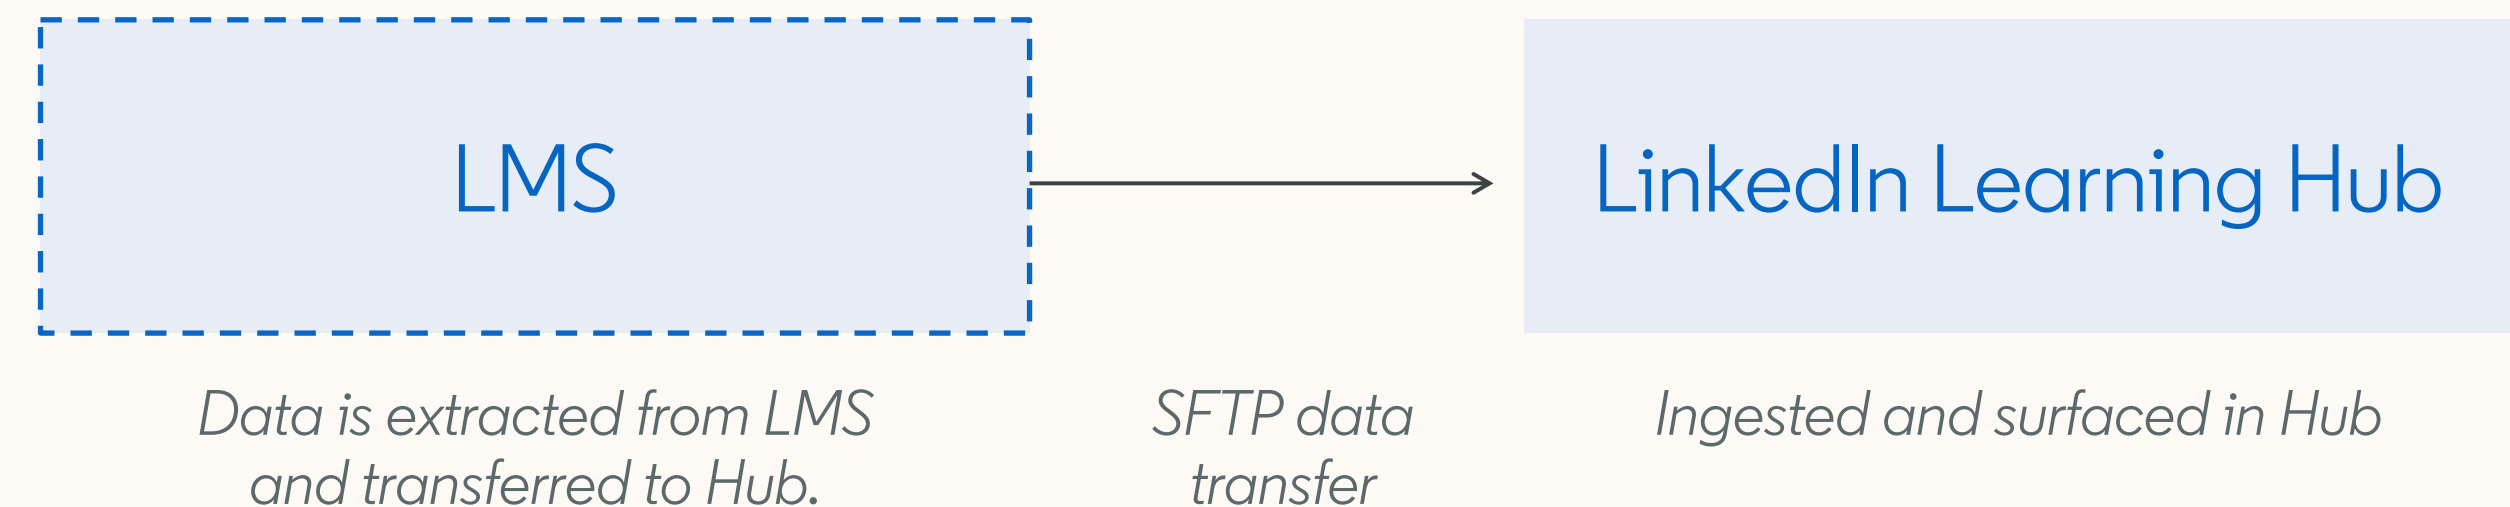 LMS
LinkedIn Learning Hub
Data is extracted from LMS
and transferred to Hub.
SFTP data
transfer
Ingested and surfaced in Hub